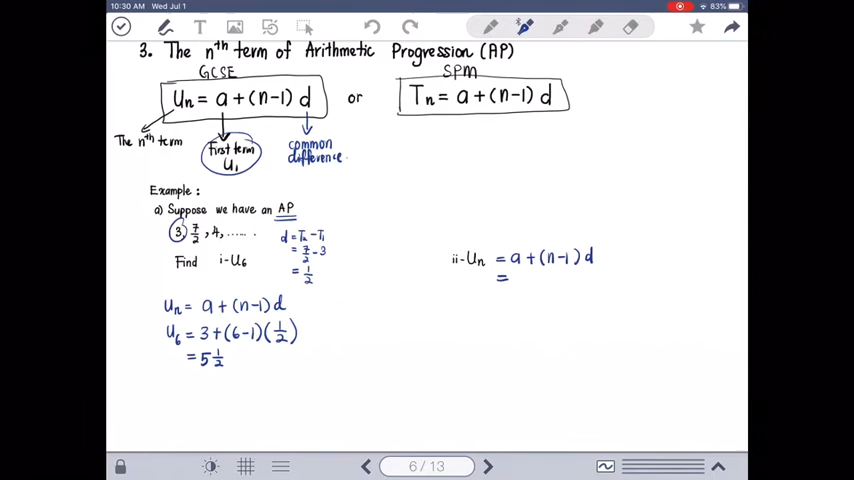 10:30 AM Wed Jul 1
83%
3. The nth term of Arithmetic Progression (AP)
GCSE
SPM
Un = a + (n-1) d or Tn = a + (n-1) d
The nth term
First term
U1
common
difference
Example :
a) Suppose we have an AP
3, 7/2, 4, ......
d = T2 - T1
= 7/2 - 3
= 1/2
Find i- U6
ii- Un = a + (n-1) d
=
Un = a + (n-1) d
U6 = 3 + (6-1)(1/2)
= 5 1/2
6 / 13